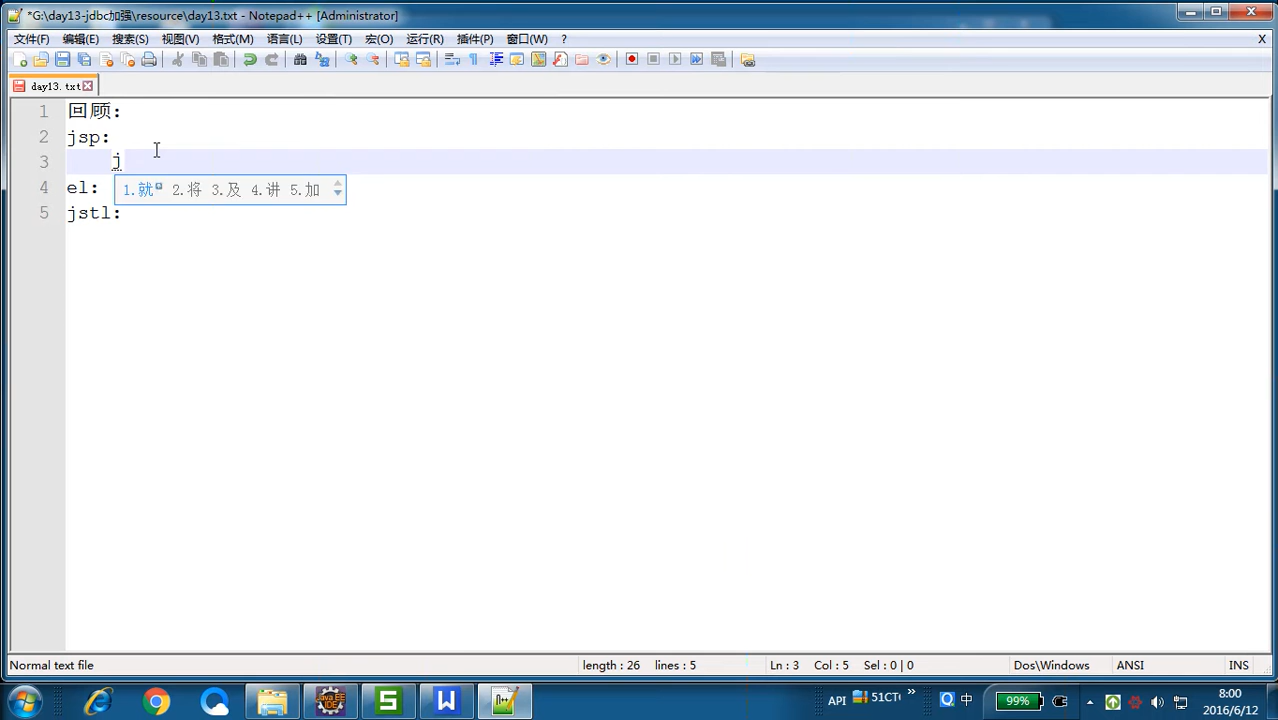 *G:\day13-jdbc加强\resource\day13.txt - Notepad++ [Administrator]
文件(F) 编辑(E) 搜索(S) 视图(V) 格式(M) 语言(L) 设置(T) 宏(O) 运行(R) 插件(P) 窗口(W) ? X
day13.txt
1 回顾:
2 jsp:
3 j
4 el:
1.就 2.将 3.及 4.讲 5.加
5 jstl:
Normal text file length : 26 lines : 5 Ln : 3 Col : 5 Sel : 0 | 0 Dos\Windows ANSI INS
Java EE IDE S W API 51CT 中 99% 8:00
2016/6/12